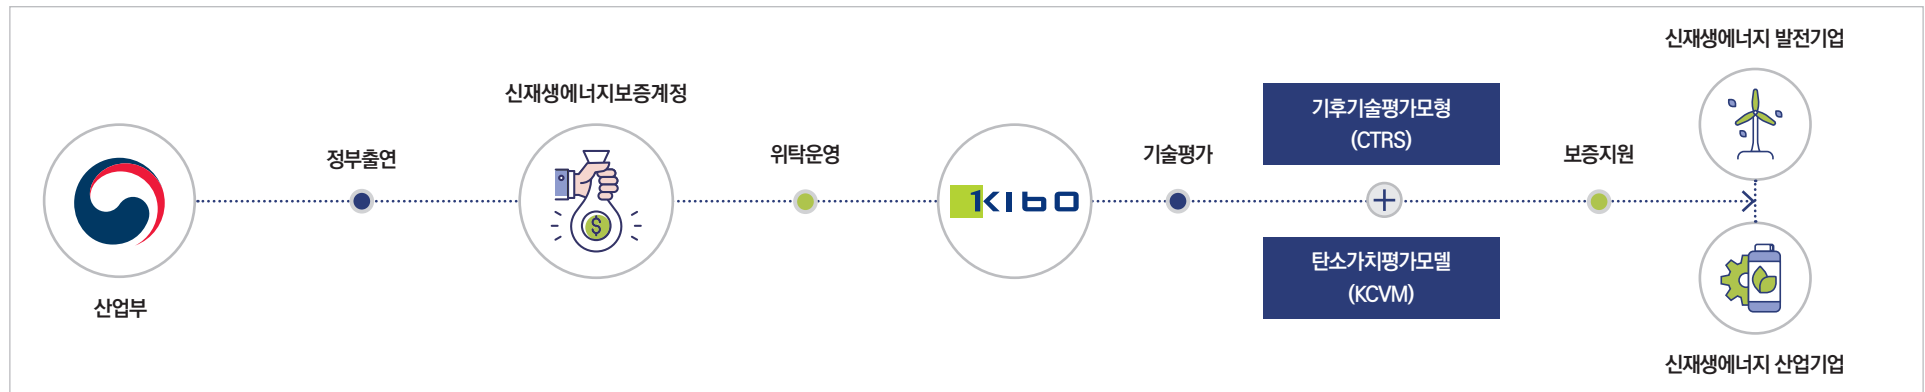 산업부
정부출연
신재생에너지보증계정
$
위탁운영
KIBO
기술평가
기후기술평가모형
(CTRS)
+
탄소가치평가모델
(KCVM)
보증지원
신재생에너지 발전기업
신재생에너지 산업기업